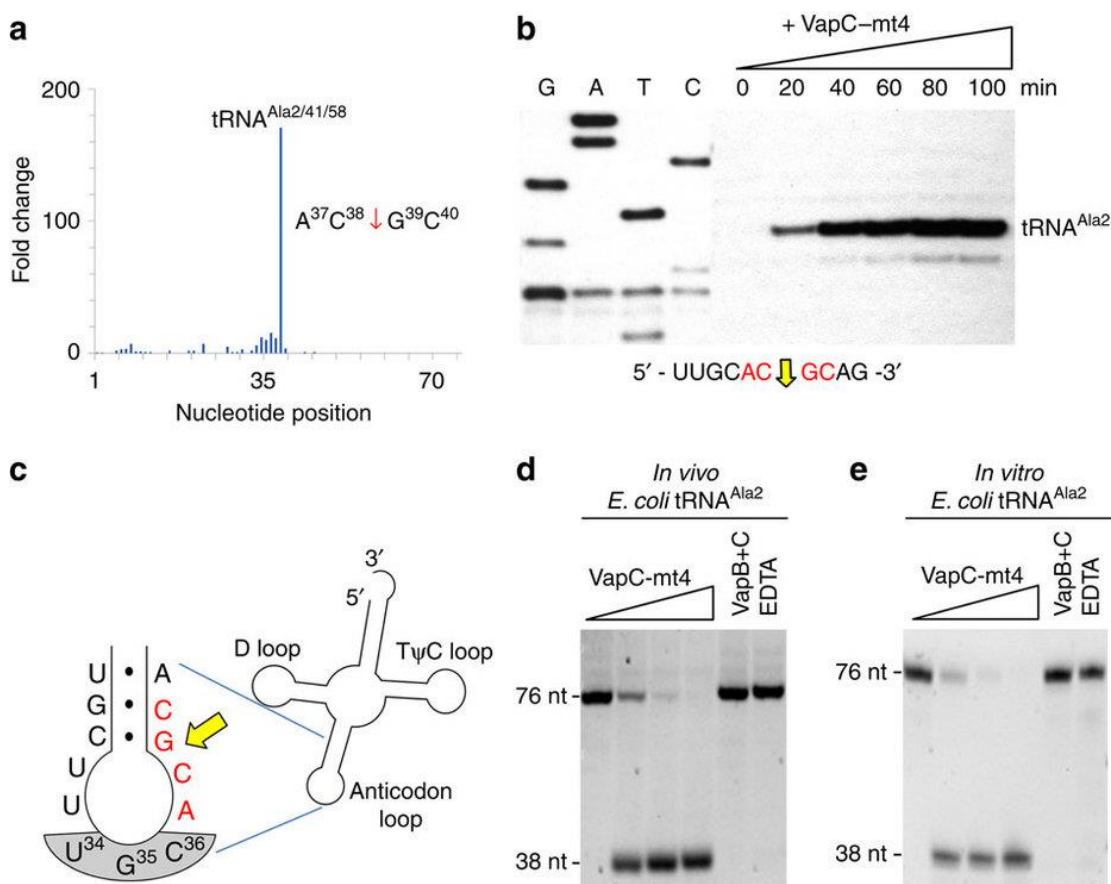 a
200
100
0
Fold change
tRNA^Ala2/41/58
A^37C^38 ↓ G^39C^40
1 35 70
Nucleotide position
b
+ VapC–mt4
G A T C 0 20 40 60 80 100 min
tRNA^Ala2
5′ - UUGCAC GCAG -3′
c
3′
5′
D loop
TψC loop
Anticodon
loop
U • A
G • C
C • G
U C
U A
U^34 G^35 C^36
d
In vivo
E. coli tRNA^Ala2
VapC-mt4
VapB+C
EDTA
76 nt
38 nt
e
In vitro
E. coli tRNA^Ala2
VapC-mt4
VapB+C
EDTA
76 nt
38 nt